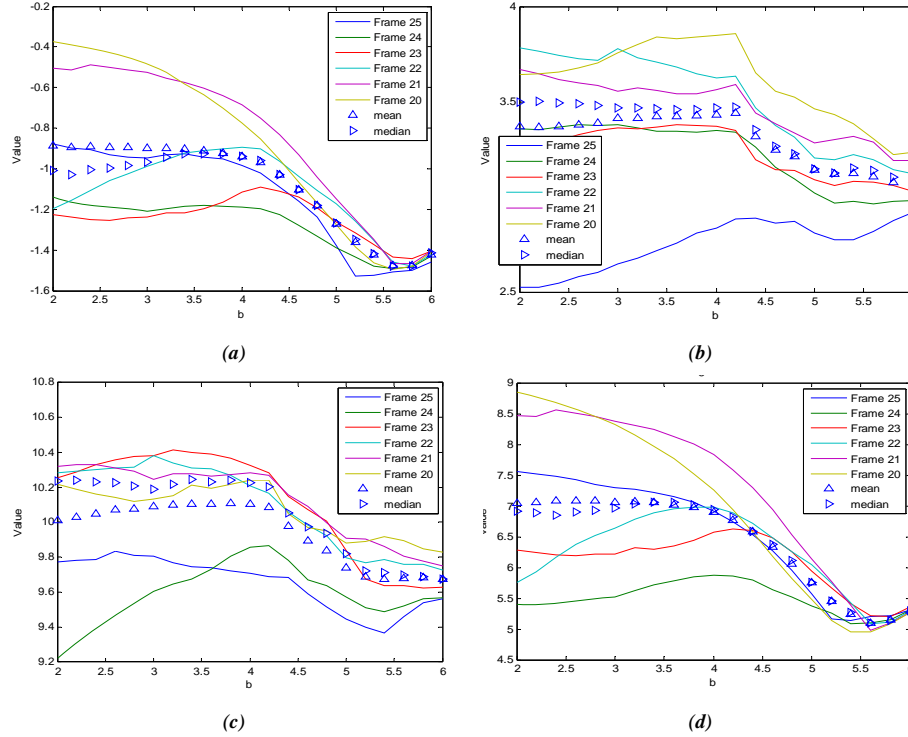 -0.2
-0.4
-0.6
-0.8
-1
-1.2
-1.4
-1.6
Value
2
2.5
3
3.5
4
4.5
5
5.5
6
b
Frame 25
Frame 24
Frame 23
Frame 22
Frame 21
Frame 20
mean
median
(a)
4
3.5
2.5
Value
2
2.5
3
3.5
4
4.5
5
5.5
b
Frame 25
Frame 24
Frame 23
Frame 22
Frame 21
Frame 20
mean
median
(b)
10.8
10.6
10.4
10.2
10
9.8
9.6
9.4
9.2
Value
2
2.5
3
3.5
4
4.5
5
5.5
6
b
Frame 25
Frame 24
Frame 23
Frame 22
Frame 21
Frame 20
mean
median
(c)
9
8.5
8
7.5
7
6.5
6
5.5
5
4.5
2
2.5
3
3.5
4
4.5
5
5.5
b
Frame 25
Frame 24
Frame 23
Frame 22
Frame 21
Frame 20
mean
median
(d)